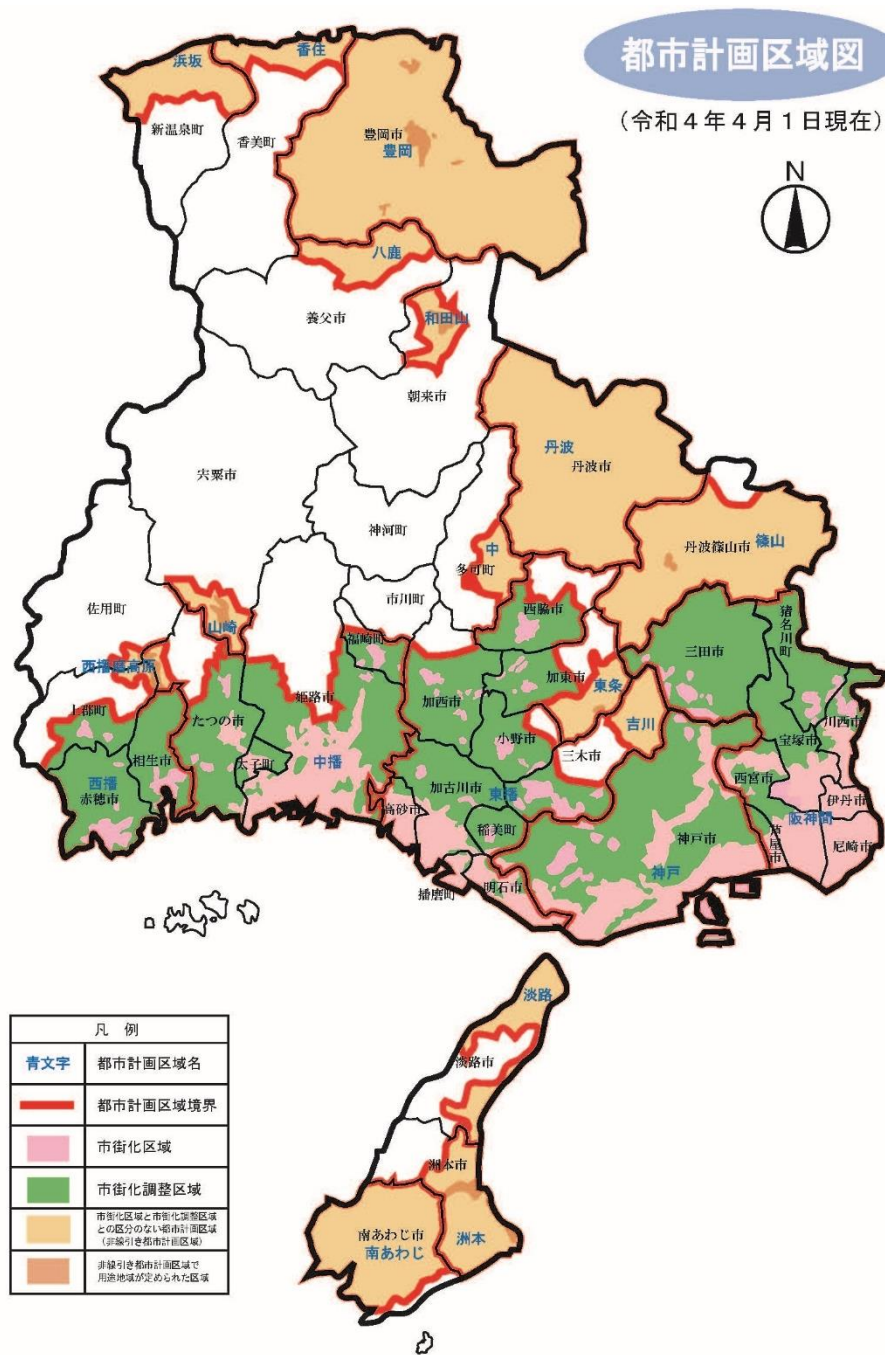 都市計画区域図
（令和４年４月１日現在）
N
浜坂
香住
新温泉町
香美町
豊岡市
豊岡
八鹿
養父市
和田山
朝来市
丹波
丹波市
宍粟市
神河町
中
多可町
丹波篠山市
篠山
佐用町
市川町
西脇市
猪名川町
山崎
福崎町
三田市
西播磨高原
姫路市
加西市
加東市
東条
上郡町
たつの市
吉川
川西市
相生市
小野市
三木市
宝塚市
太子町
中播
西播
赤穂市
加古川市
東播
西宮市
伊丹市
高砂市
稲美町
神戸市
阪神間
芦屋市
尼崎市
播磨町
明石市
神戸
淡路
淡路市
洲本市
南あわじ市
南あわじ
洲本
凡 例
青文字 都市計画区域名
都市計画区域境界
市街化区域
市街化調整区域
市街化区域と市街化調整区域
との区分のない都市計画区域
（非線引き都市計画区域）
非線引き都市計画区域で
用途地域が定められた区域